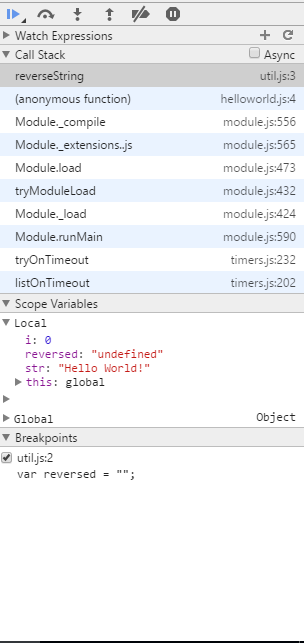 Watch Expressions
Call Stack Async
reverseString util.js:3
(anonymous function) helloworld.js:4
Module._compile module.js:556
Module._extensions..js module.js:565
Module.load module.js:473
tryModuleLoad module.js:432
Module._load module.js:424
Module.runMain module.js:590
tryOnTimeout timers.js:232
listOnTimeout timers.js:202
Scope Variables
Local
i: 0
reversed: "undefined"
str: "Hello World!"
this: global
Global Object
Breakpoints
util.js:2
var reversed = "";